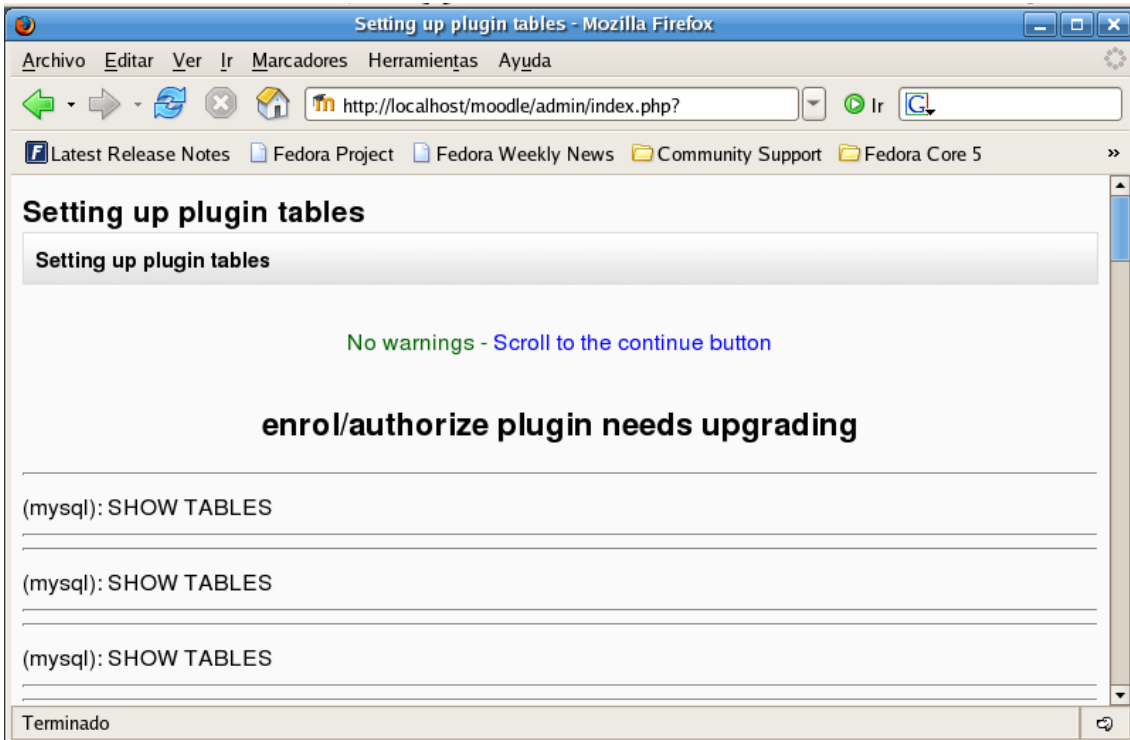 Setting up plugin tables - Mozilla Firefox
Archivo Editar Ver Ir Marcadores Herramientas Ayuda
http://localhost/moodle/admin/index.php? Ir G
Latest Release Notes Fedora Project Fedora Weekly News Community Support Fedora Core 5 »
Setting up plugin tables
Setting up plugin tables
No warnings - Scroll to the continue button
enrol/authorize plugin needs upgrading
(mysql): SHOW TABLES
(mysql): SHOW TABLES
(mysql): SHOW TABLES
Terminado